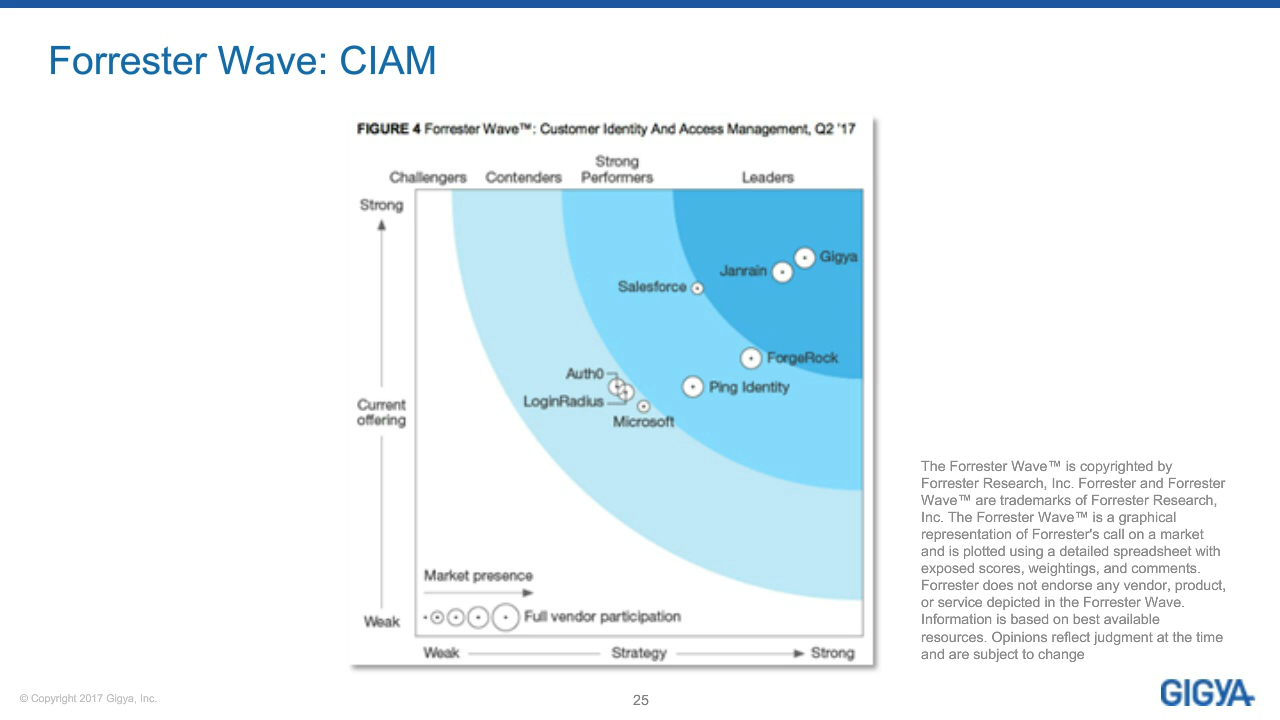 Forrester Wave: CIAM
FIGURE 4 Forrester Wave™: Customer Identity And Access Management, Q2 '17
Challengers
Contenders
Strong
Performers
Leaders
Strong
Current
offering
Weak
Gigya
Janrain
Salesforce
ForgeRock
Ping Identity
Auth0
LoginRadius
Microsoft
Market presence
Full vendor participation
Weak
Strategy
Strong
The Forrester Wave™ is copyrighted by
Forrester Research, Inc. Forrester and Forrester
Wave™ are trademarks of Forrester Research,
Inc. The Forrester Wave™ is a graphical
representation of Forrester's call on a market
and is plotted using a detailed spreadsheet with
exposed scores, weightings, and comments.
Forrester does not endorse any vendor, product,
or service depicted in the Forrester Wave.
Information is based on best available
resources. Opinions reflect judgment at the time
and are subject to change
© Copyright 2017 Gigya, Inc.
25
GIGYA